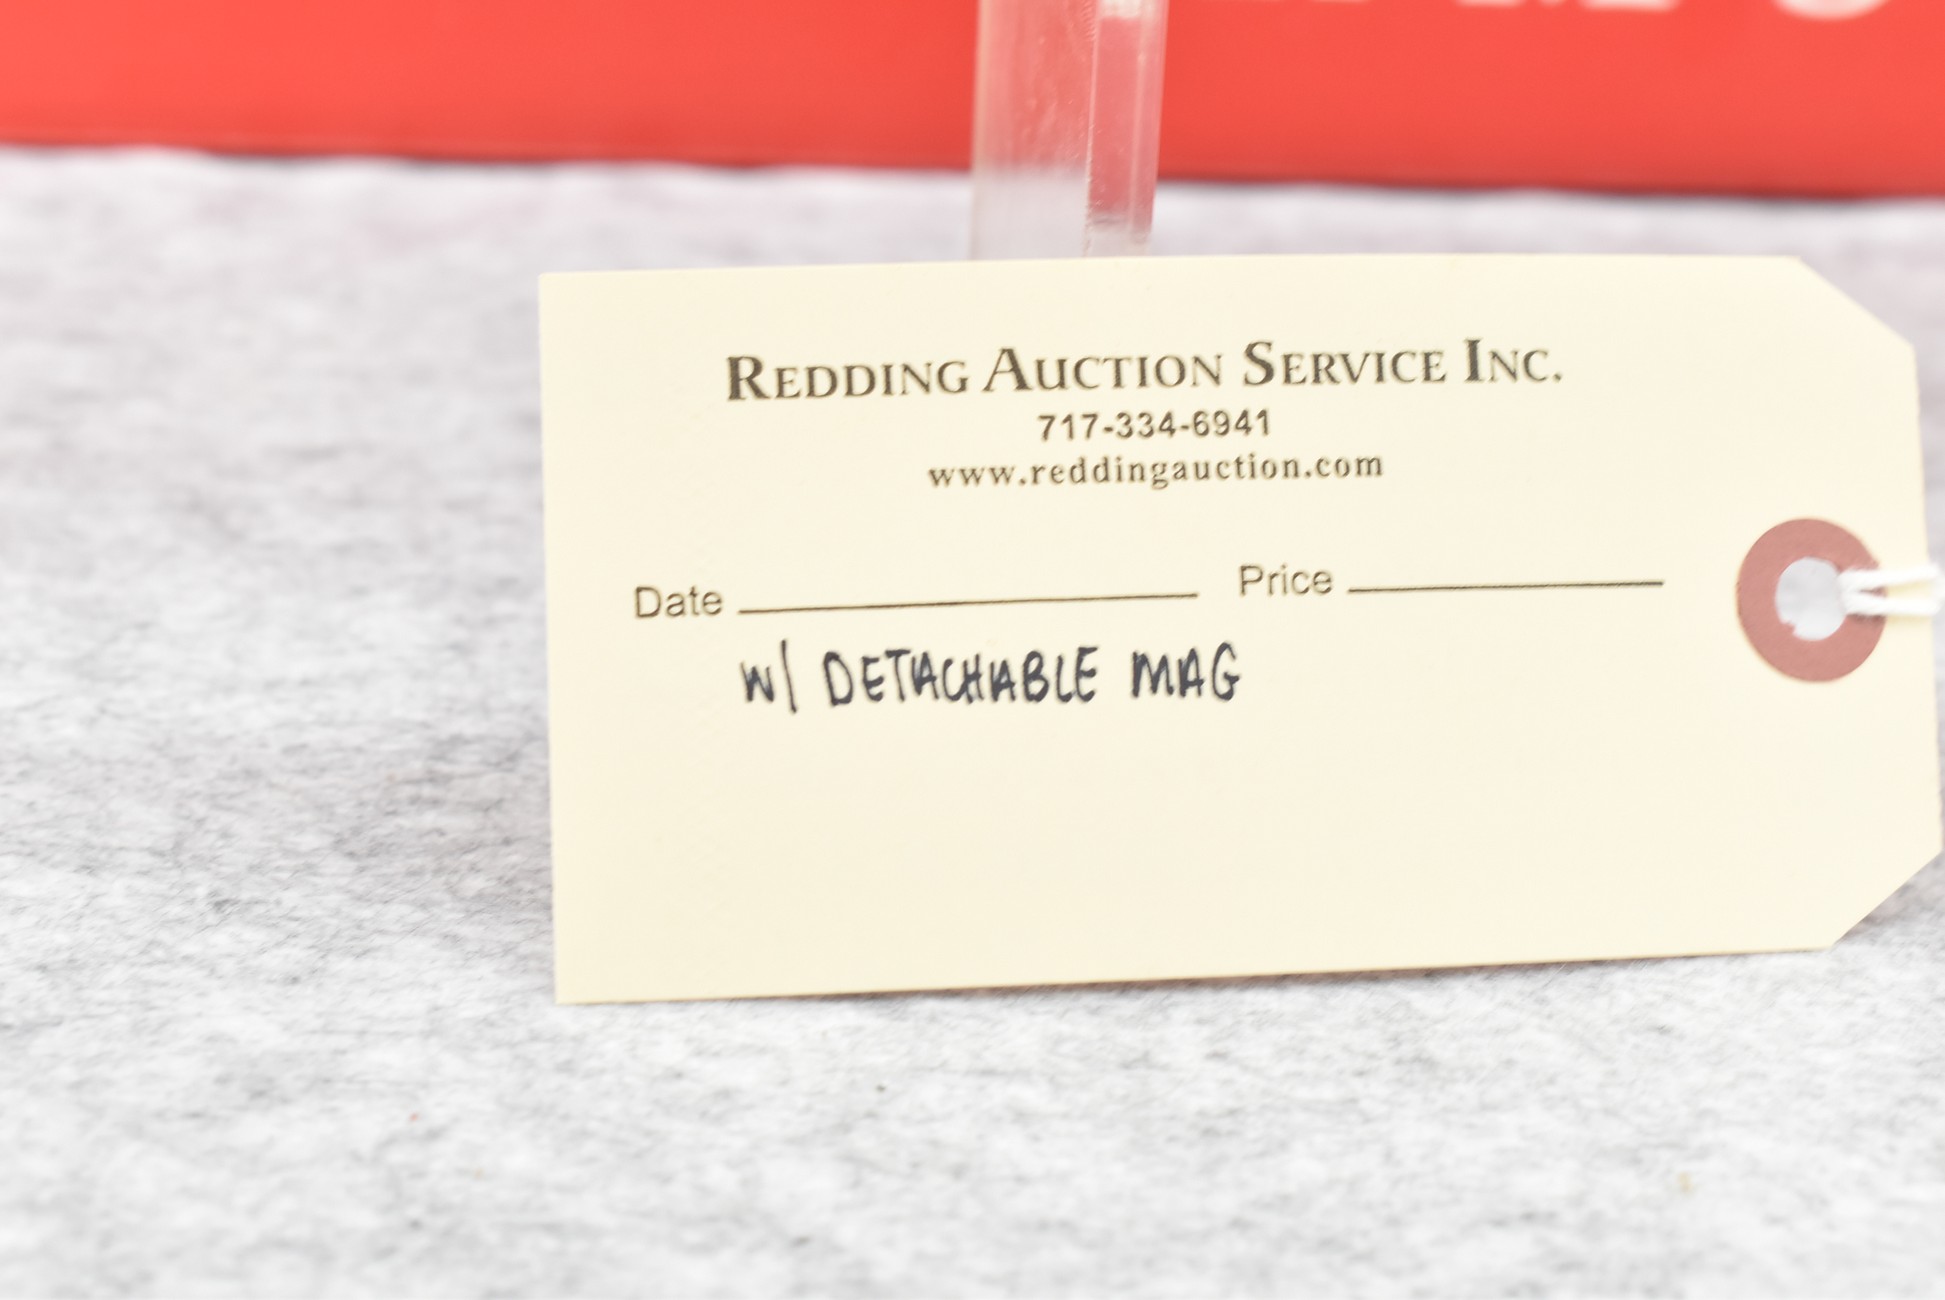 REDDING AUCTION SERVICE INC.
717-334-6941
www.reddingauction.com
Date Price
w/ DETACHABLE MAG